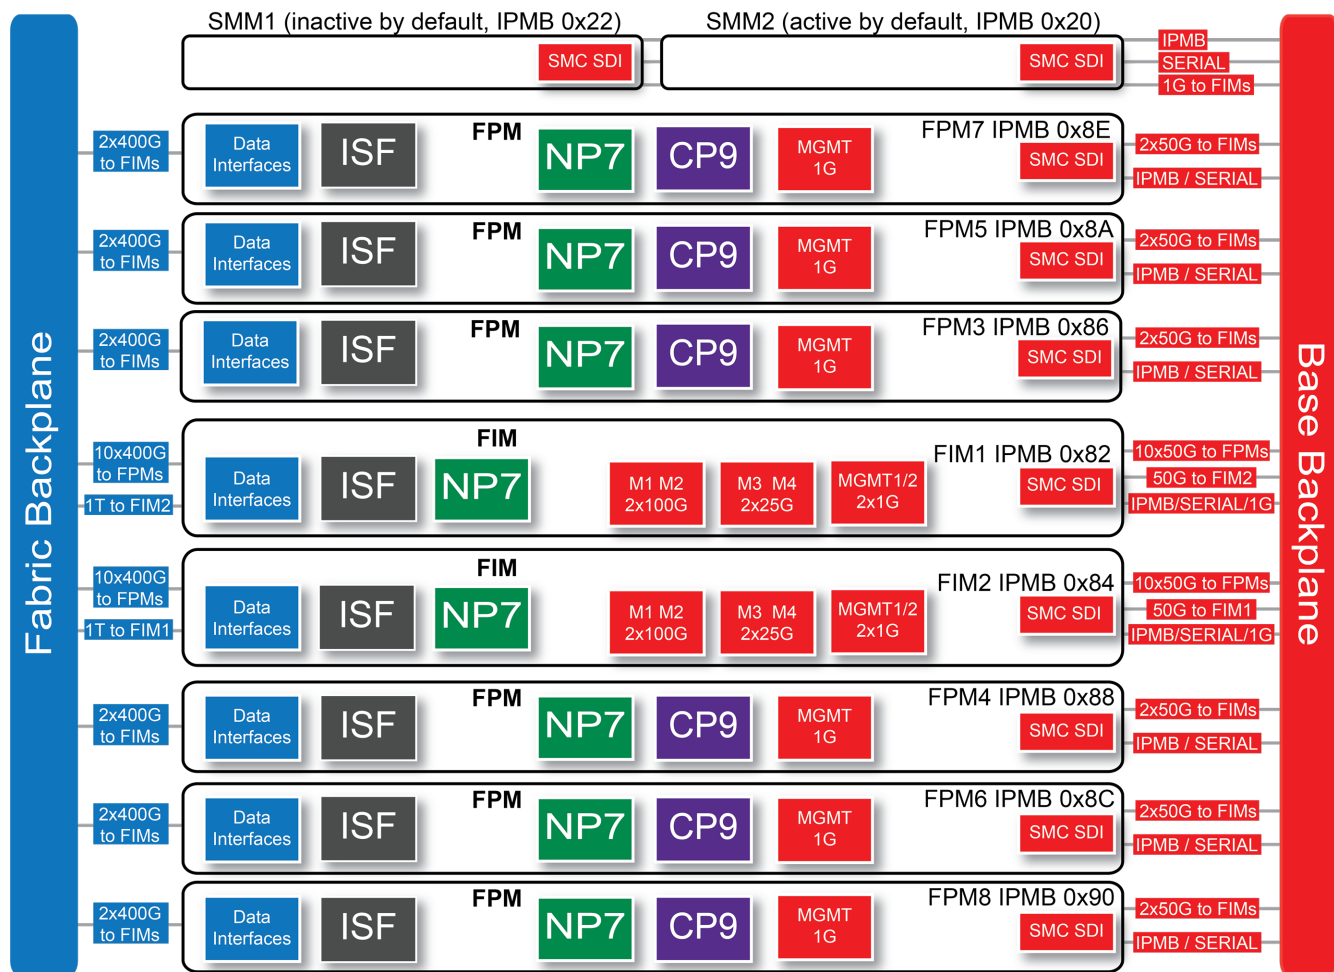 SMM1 (inactive by default, IPMB 0x22)
SMM2 (active by default, IPMB 0x20)
SMC SDI
SMC SDI
IPMB
SERIAL
1G to FIMs
Fabric Backplane
Base Backplane
2x400G
to FIMs
Data
Interfaces
ISF
FPM
NP7
CP9
MGMT
1G
FPM7 IPMB 0x8E
SMC SDI
2x50G to FIMs
IPMB / SERIAL
2x400G
to FIMs
Data
Interfaces
ISF
FPM
NP7
CP9
MGMT
1G
FPM5 IPMB 0x8A
SMC SDI
2x50G to FIMs
IPMB / SERIAL
2x400G
to FIMs
Data
Interfaces
ISF
FPM
NP7
CP9
MGMT
1G
FPM3 IPMB 0x86
SMC SDI
2x50G to FIMs
IPMB / SERIAL
10x400G
to FPMs
1T to FIM2
Data
Interfaces
ISF
FIM
NP7
M1 M2
2x100G
M3 M4
2x25G
MGMT1/2
2x1G
FIM1 IPMB 0x82
SMC SDI
10x50G to FPMs
50G to FIM2
IPMB/SERIAL/1G
10x400G
to FPMs
1T to FIM1
Data
Interfaces
ISF
FIM
NP7
M1 M2
2x100G
M3 M4
2x25G
MGMT1/2
2x1G
FIM2 IPMB 0x84
SMC SDI
10x50G to FPMs
50G to FIM1
IPMB/SERIAL/1G
2x400G
to FIMs
Data
Interfaces
ISF
FPM
NP7
CP9
MGMT
1G
FPM4 IPMB 0x88
SMC SDI
2x50G to FIMs
IPMB / SERIAL
2x400G
to FIMs
Data
Interfaces
ISF
FPM
NP7
CP9
MGMT
1G
FPM6 IPMB 0x8C
SMC SDI
2x50G to FIMs
IPMB / SERIAL
2x400G
to FIMs
Data
Interfaces
ISF
FPM
NP7
CP9
MGMT
1G
FPM8 IPMB 0x90
SMC SDI
2x50G to FIMs
IPMB / SERIAL